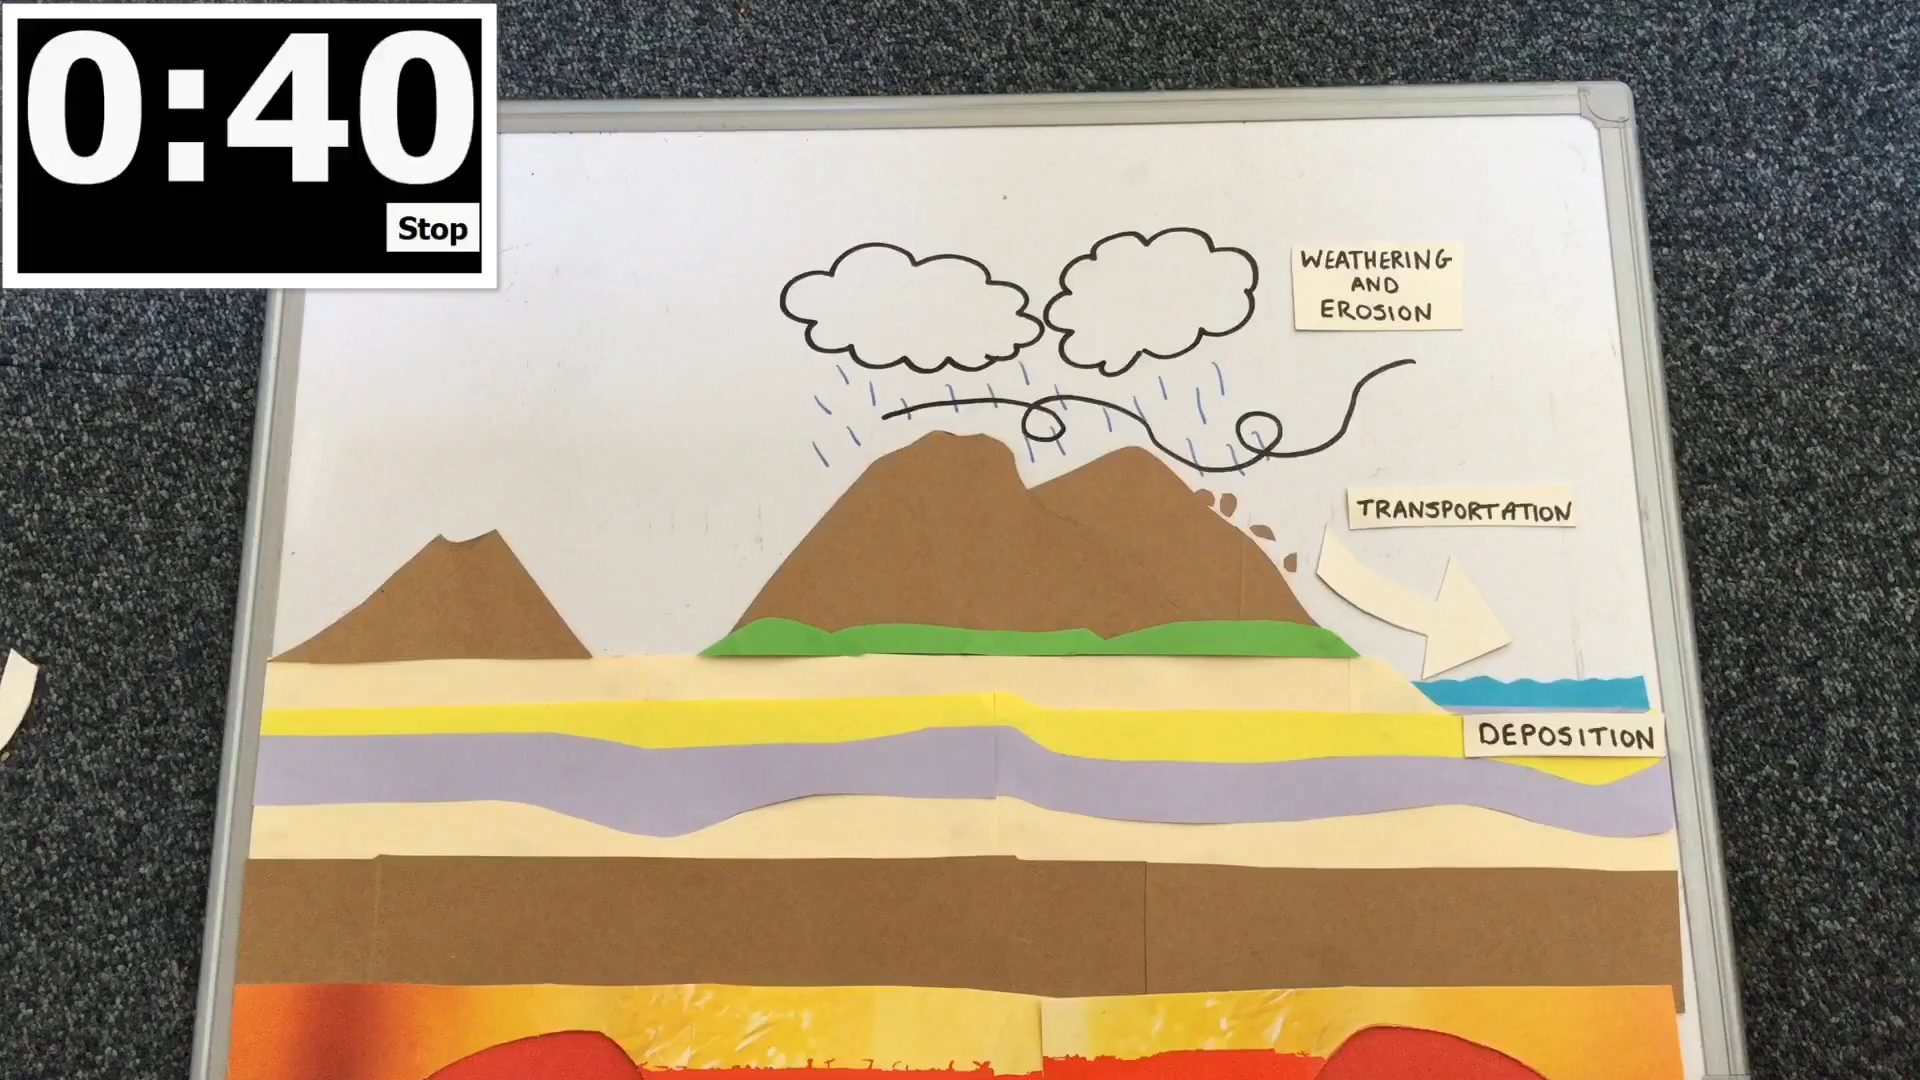 0:40
Stop
WEATHERING
AND
EROSION
TRANSPORTATION
DEPOSITION